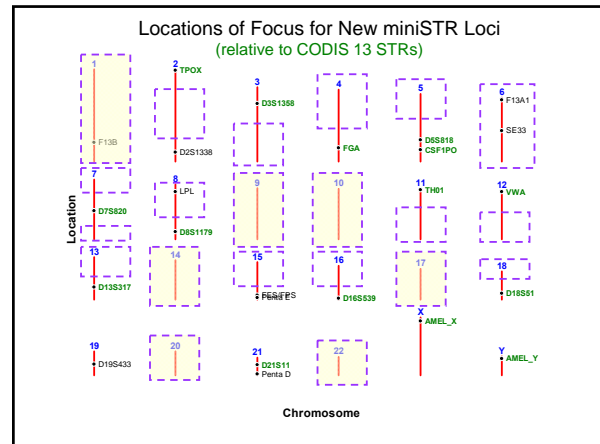 Locations of Focus for New miniSTR Loci
(relative to CODIS 13 STRs)
1
2
3
4
5
6
TPOX
D3S1358
F13A1
SE33
F13B
D2S1338
FGA
D5S818
CSF1PO
7
8
9
10
11
12
LPL
TH01
VWA
D7S820
D8S1179
Location
13
14
15
16
17
18
D13S317
FES/FPS
Penta E
D16S539
D18S51
X
AMEL_X
19
20
21
22
Y
D19S433
D21S11
Penta D
AMEL_Y
Chromosome